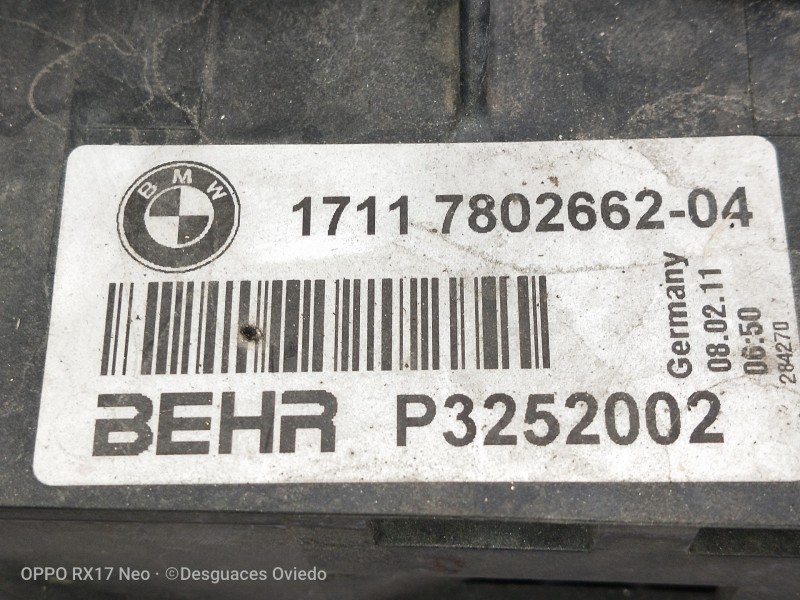 BMW
1711 7802662-04
Germany
08.02.11
06:50
284270
BEHR P3252002
OPPO RX17 Neo · ©Desguaces Oviedo